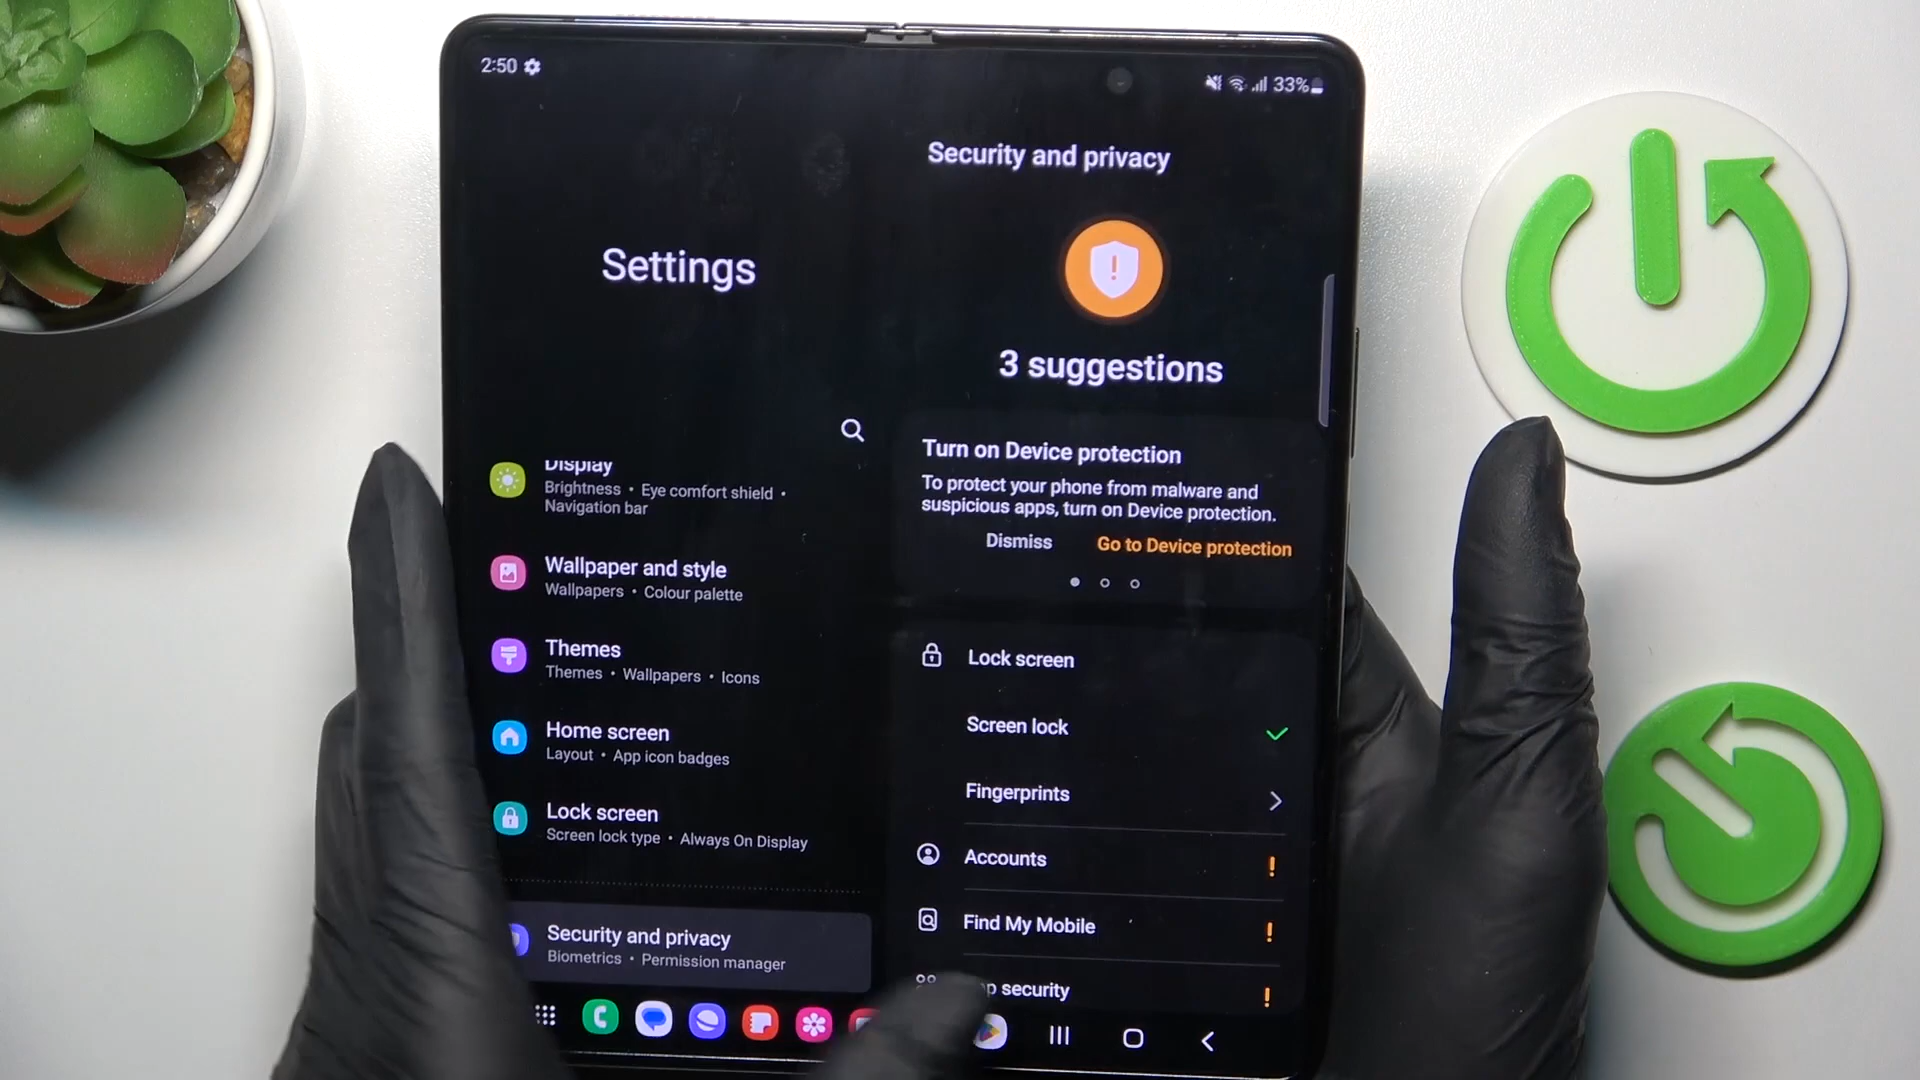 2:50
33%
Settings
Display
Brightness • Eye comfort shield •
Navigation bar
Wallpaper and style
Wallpapers • Colour palette
Themes
Themes • Wallpapers • Icons
Home screen
Layout • App icon badges
Lock screen
Screen lock type • Always On Display
Security and privacy
Biometrics • Permission manager
Security and privacy
3 suggestions
Turn on Device protection
To protect your phone from malware and
suspicious apps, turn on Device protection.
Dismiss Go to Device protection
Lock screen
Screen lock
Fingerprints
Accounts
Find My Mobile
security